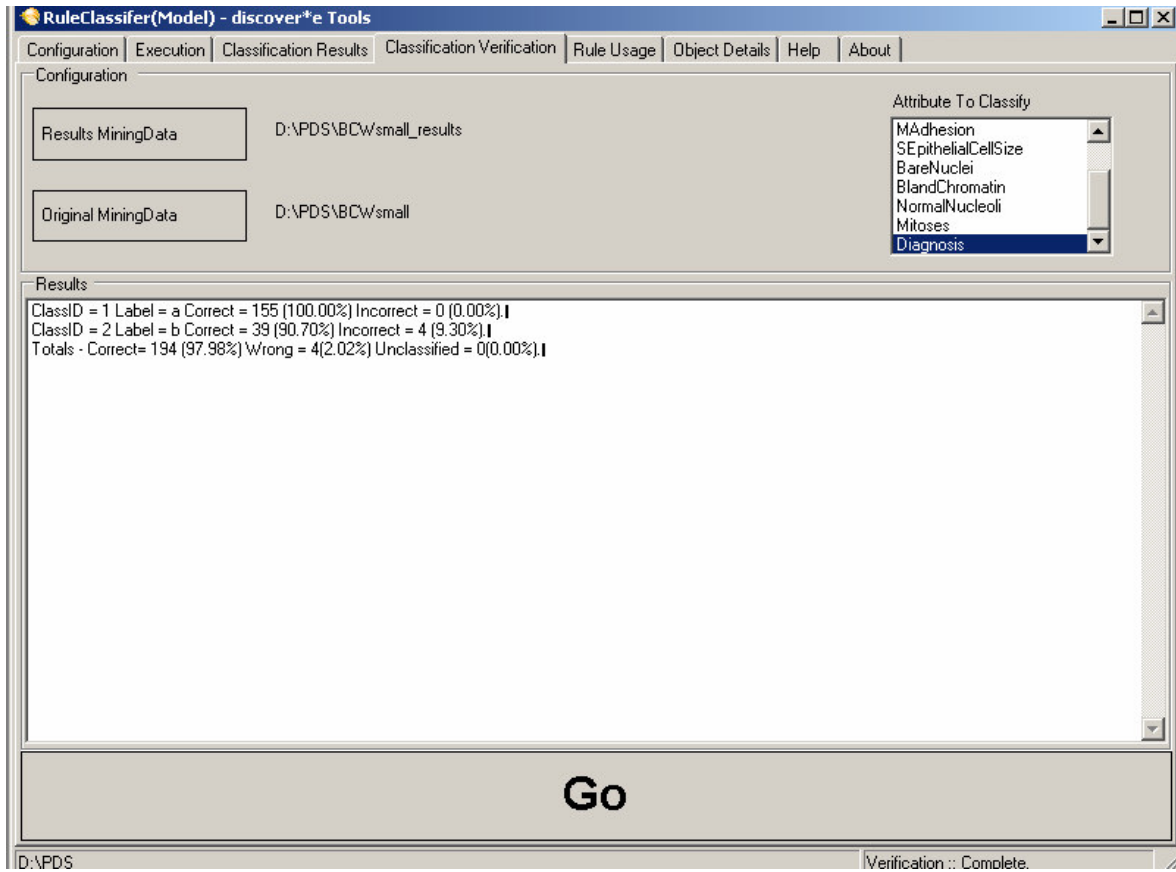 RuleClassifer(Model) - discover*e Tools
Configuration Execution Classification Results Classification Verification Rule Usage Object Details Help About
Configuration
Attribute To Classify
Results MiningData D:\PDS\BCWsmall_results
Original MiningData D:\PDS\BCWsmall
MAdhesion
SEpithelialCellSize
BareNuclei
BlandChromatin
NormalNucleoli
Mitoses
Diagnosis
Results
ClassID = 1 Label = a Correct = 155 (100.00%) Incorrect = 0 (0.00%).
ClassID = 2 Label = b Correct = 39 (90.70%) Incorrect = 4 (9.30%).
Totals - Correct= 194 (97.98%) Wrong = 4(2.02%) Unclassified = 0(0.00%).
Go
D:\PDS Verification :: Complete.